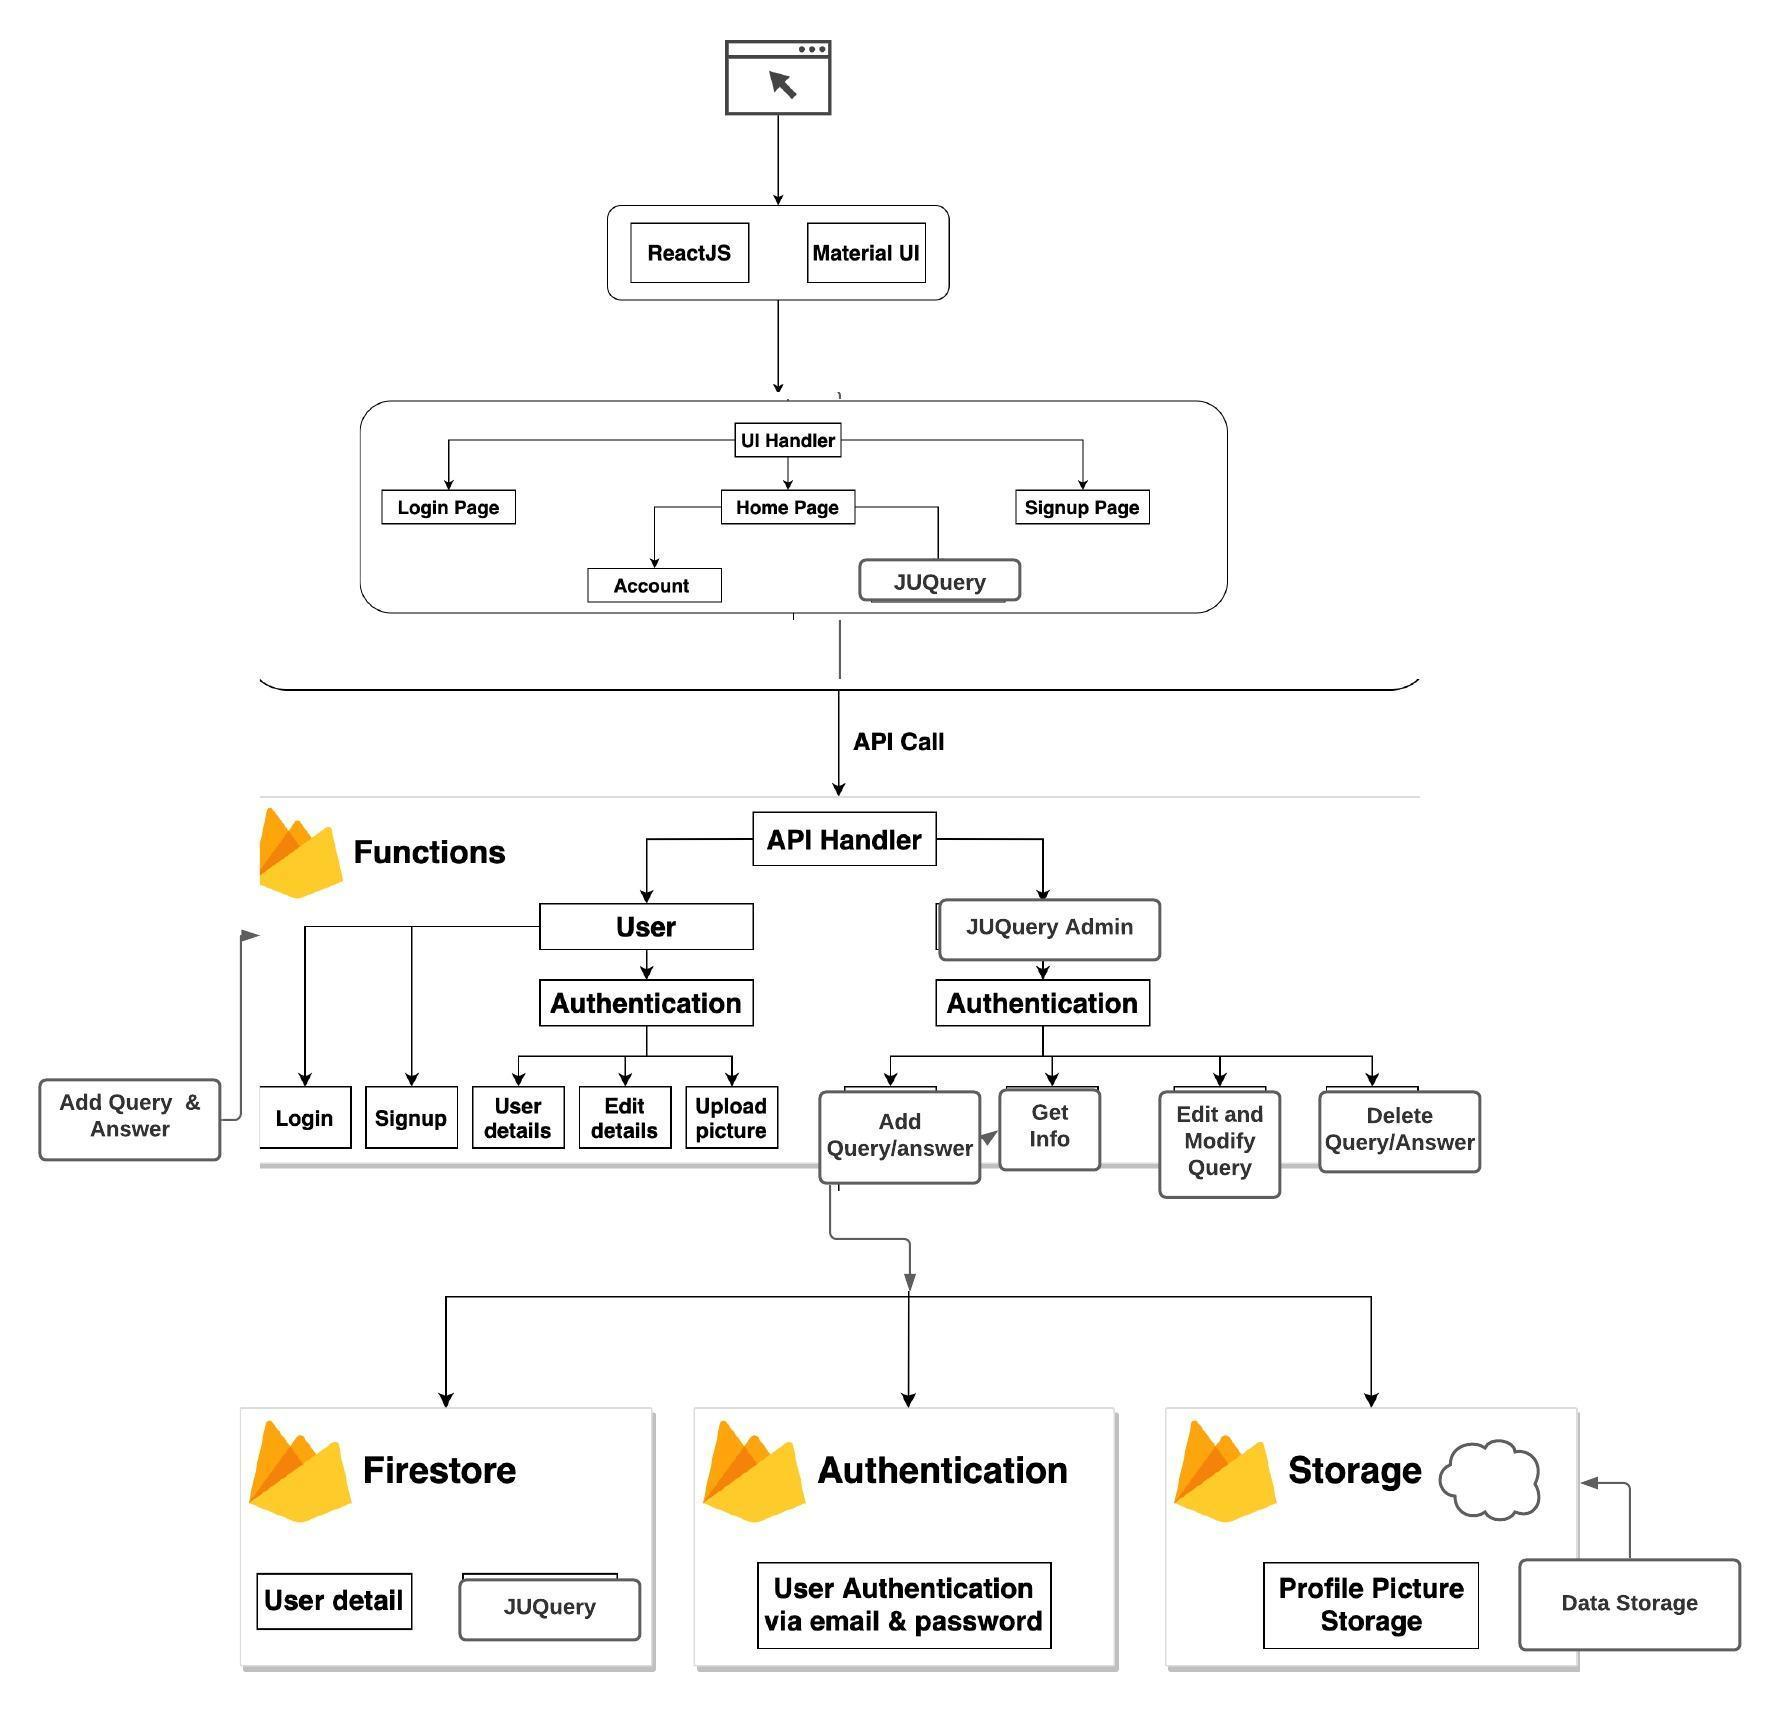 ReactJS
Material UI
UI Handler
Login Page
Home Page
Signup Page
Account
JUQuery
API Call
Functions
API Handler
User
JUQuery Admin
Authentication
Authentication
Add Query &
Answer
Login
Signup
User
details
Edit
details
Upload
picture
Add
Query/answer
Get
Info
Edit and
Modify
Query
Delete
Query/Answer
Firestore
Authentication
Storage
User detail
JUQuery
User Authentication
via email & password
Profile Picture
Storage
Data Storage